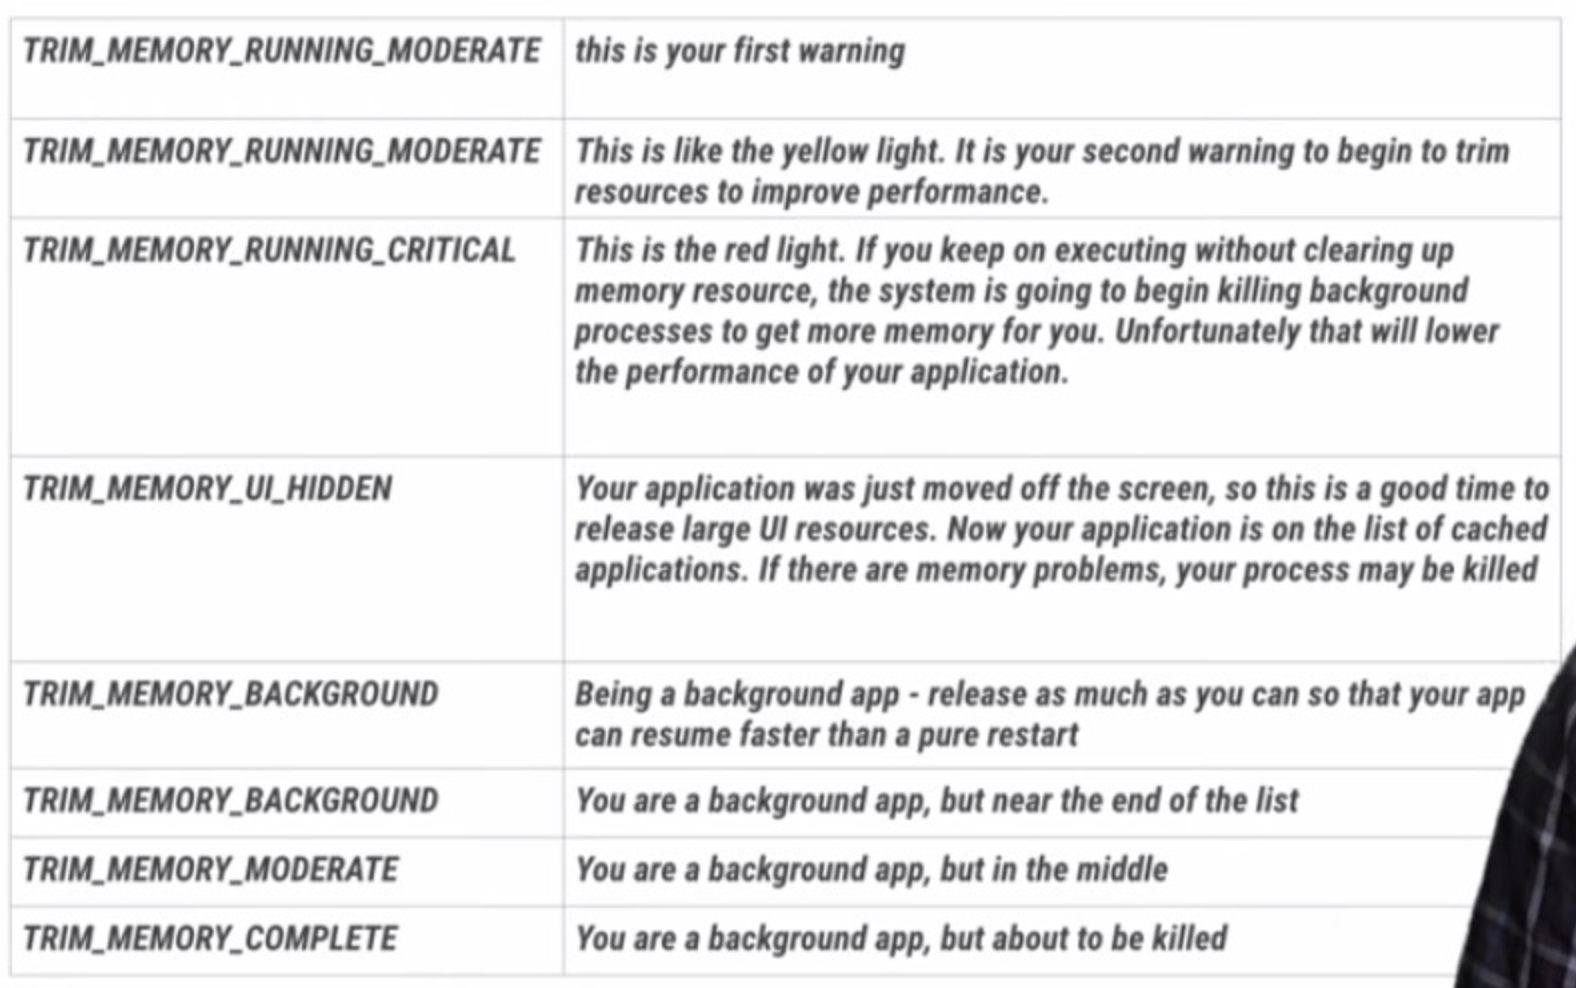 TRIM_MEMORY_RUNNING_MODERATE
this is your first warning
TRIM_MEMORY_RUNNING_MODERATE
This is like the yellow light. It is your second warning to begin to trim
resources to improve performance.
TRIM_MEMORY_RUNNING_CRITICAL
This is the red light. If you keep on executing without clearing up
memory resource, the system is going to begin killing background
processes to get more memory for you. Unfortunately that will lower
the performance of your application.
TRIM_MEMORY_UI_HIDDEN
Your application was just moved off the screen, so this is a good time to
release large UI resources. Now your application is on the list of cached
applications. If there are memory problems, your process may be killed
TRIM_MEMORY_BACKGROUND
Being a background app - release as much as you can so that your app
can resume faster than a pure restart
TRIM_MEMORY_BACKGROUND
You are a background app, but near the end of the list
TRIM_MEMORY_MODERATE
You are a background app, but in the middle
TRIM_MEMORY_COMPLETE
You are a background app, but about to be killed